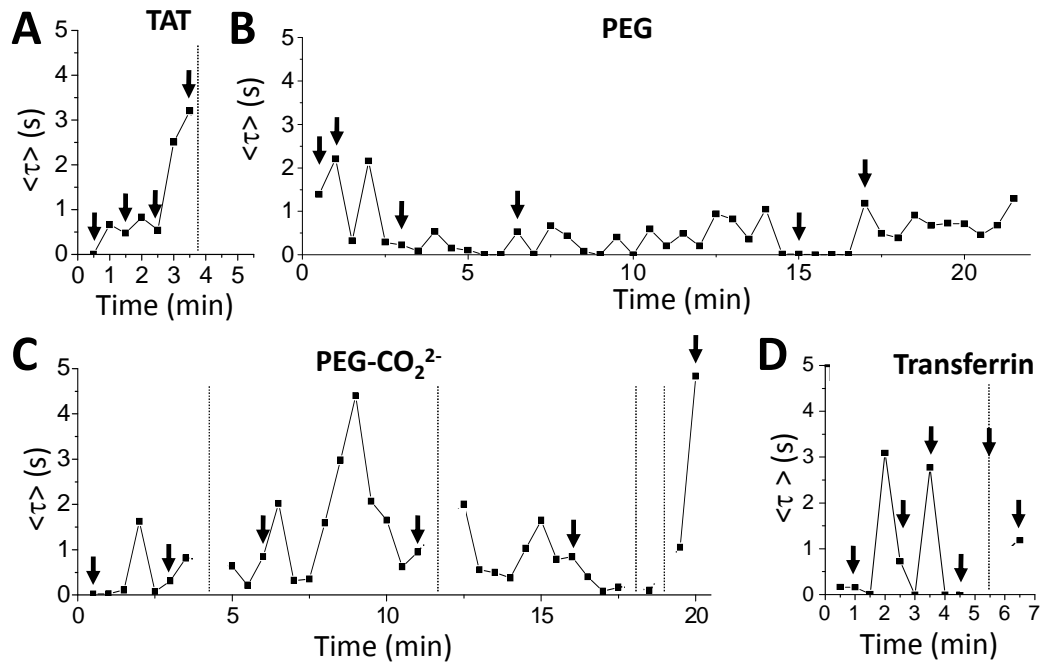 A
TAT
<τ> (s)
5
4
3
2
1
0
0 1 2 3 4 5
Time (min)
B
PEG
<τ> (s)
5
4
3
2
1
0
0 5 10 15 20
Time (min)
C
PEG-CO₂²⁻
<τ> (s)
5
4
3
2
1
0
0 5 10 15 20
Time (min)
D
Transferrin
<τ > (s)
5
4
3
2
1
0
0 1 2 3 4 5 6 7
Time (min)